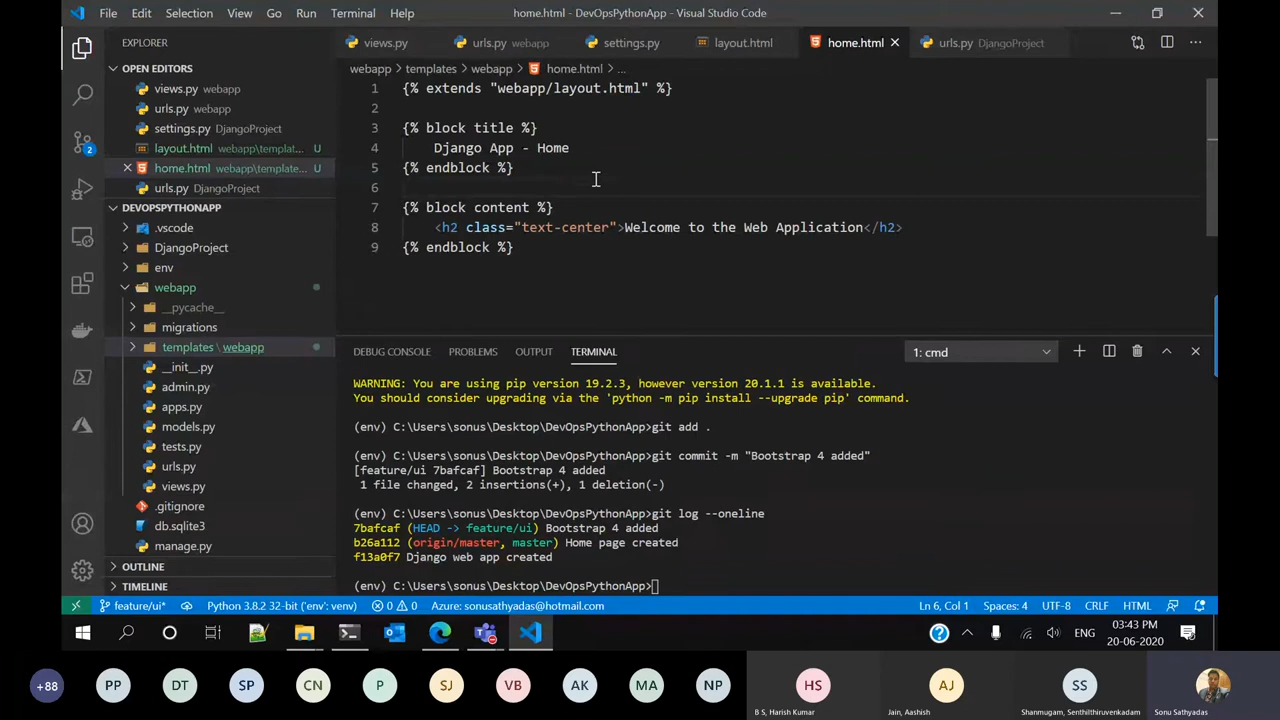 File Edit Selection View Go Run Terminal Help home.html - DevOpsPythonApp - Visual Studio Code
EXPLORER
views.py
urls.py webapp
settings.py
layout.html
home.html
urls.py DjangoProject
OPEN EDITORS
views.py webapp
urls.py webapp
settings.py DjangoProject
layout.html webapp\templat... U
home.html webapp\template... U
urls.py DjangoProject
DEVOPSPYTHONAPP
.vscode
DjangoProject
env
webapp
__pycache__
migrations
templates \ webapp
__init__.py
admin.py
apps.py
models.py
tests.py
urls.py
views.py
.gitignore
db.sqlite3
manage.py
OUTLINE
TIMELINE
2
webapp > templates > webapp > home.html > ...
1 {% extends "webapp/layout.html" %}
2
3 {% block title %}
4 Django App - Home
5 {% endblock %}
6
7 {% block content %}
8 <h2 class="text-center">Welcome to the Web Application</h2>
9 {% endblock %}
DEBUG CONSOLE PROBLEMS OUTPUT TERMINAL 1: cmd
WARNING: You are using pip version 19.2.3, however version 20.1.1 is available.
You should consider upgrading via the 'python -m pip install --upgrade pip' command.
(env) C:\Users\sonus\Desktop\DevOpsPythonApp>git add .
(env) C:\Users\sonus\Desktop\DevOpsPythonApp>git commit -m "Bootstrap 4 added"
[feature/ui 7bafcaf] Bootstrap 4 added
1 file changed, 2 insertions(+), 1 deletion(-)
(env) C:\Users\sonus\Desktop\DevOpsPythonApp>git log --oneline
7bafcaf (HEAD -> feature/ui) Bootstrap 4 added
b26a112 (origin/master, master) Home page created
f13a0f7 Django web app created
(env) C:\Users\sonus\Desktop\DevOpsPythonApp>
feature/ui* Python 3.8.2 32-bit ('env': venv) 0 0 Azure: sonusathyadas@hotmail.com Ln 6, Col 1 Spaces: 4 UTF-8 CRLF HTML
ENG
03:43 PM
20-06-2020
+88 PP DT SP CN P SJ VB AK MA NP HS AJ SS
B S, Harish Kumar
Jain, Aashish
Shanmugam, Senthilthiruvenkadam
Sonu Sathyadas